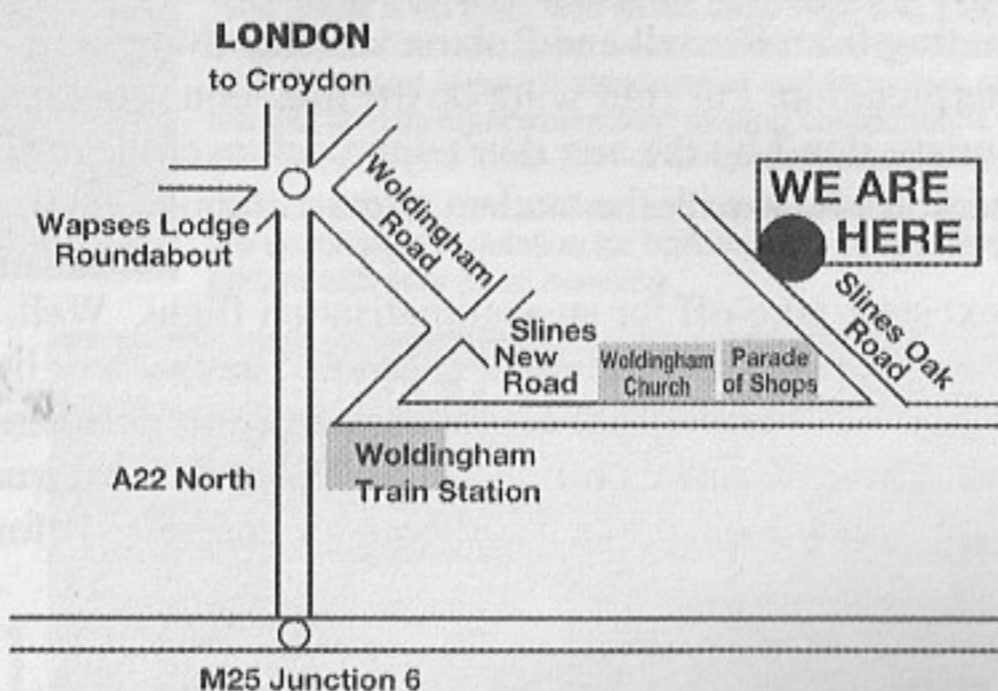 LONDON
to Croydon
Wapses Lodge
Roundabout
Woldingham
Road
WE ARE
HERE
Slines Oak
Road
Slines
New
Road
Woldingham
Church
Parade
of Shops
A22 North
Woldingham
Train Station
M25 Junction 6